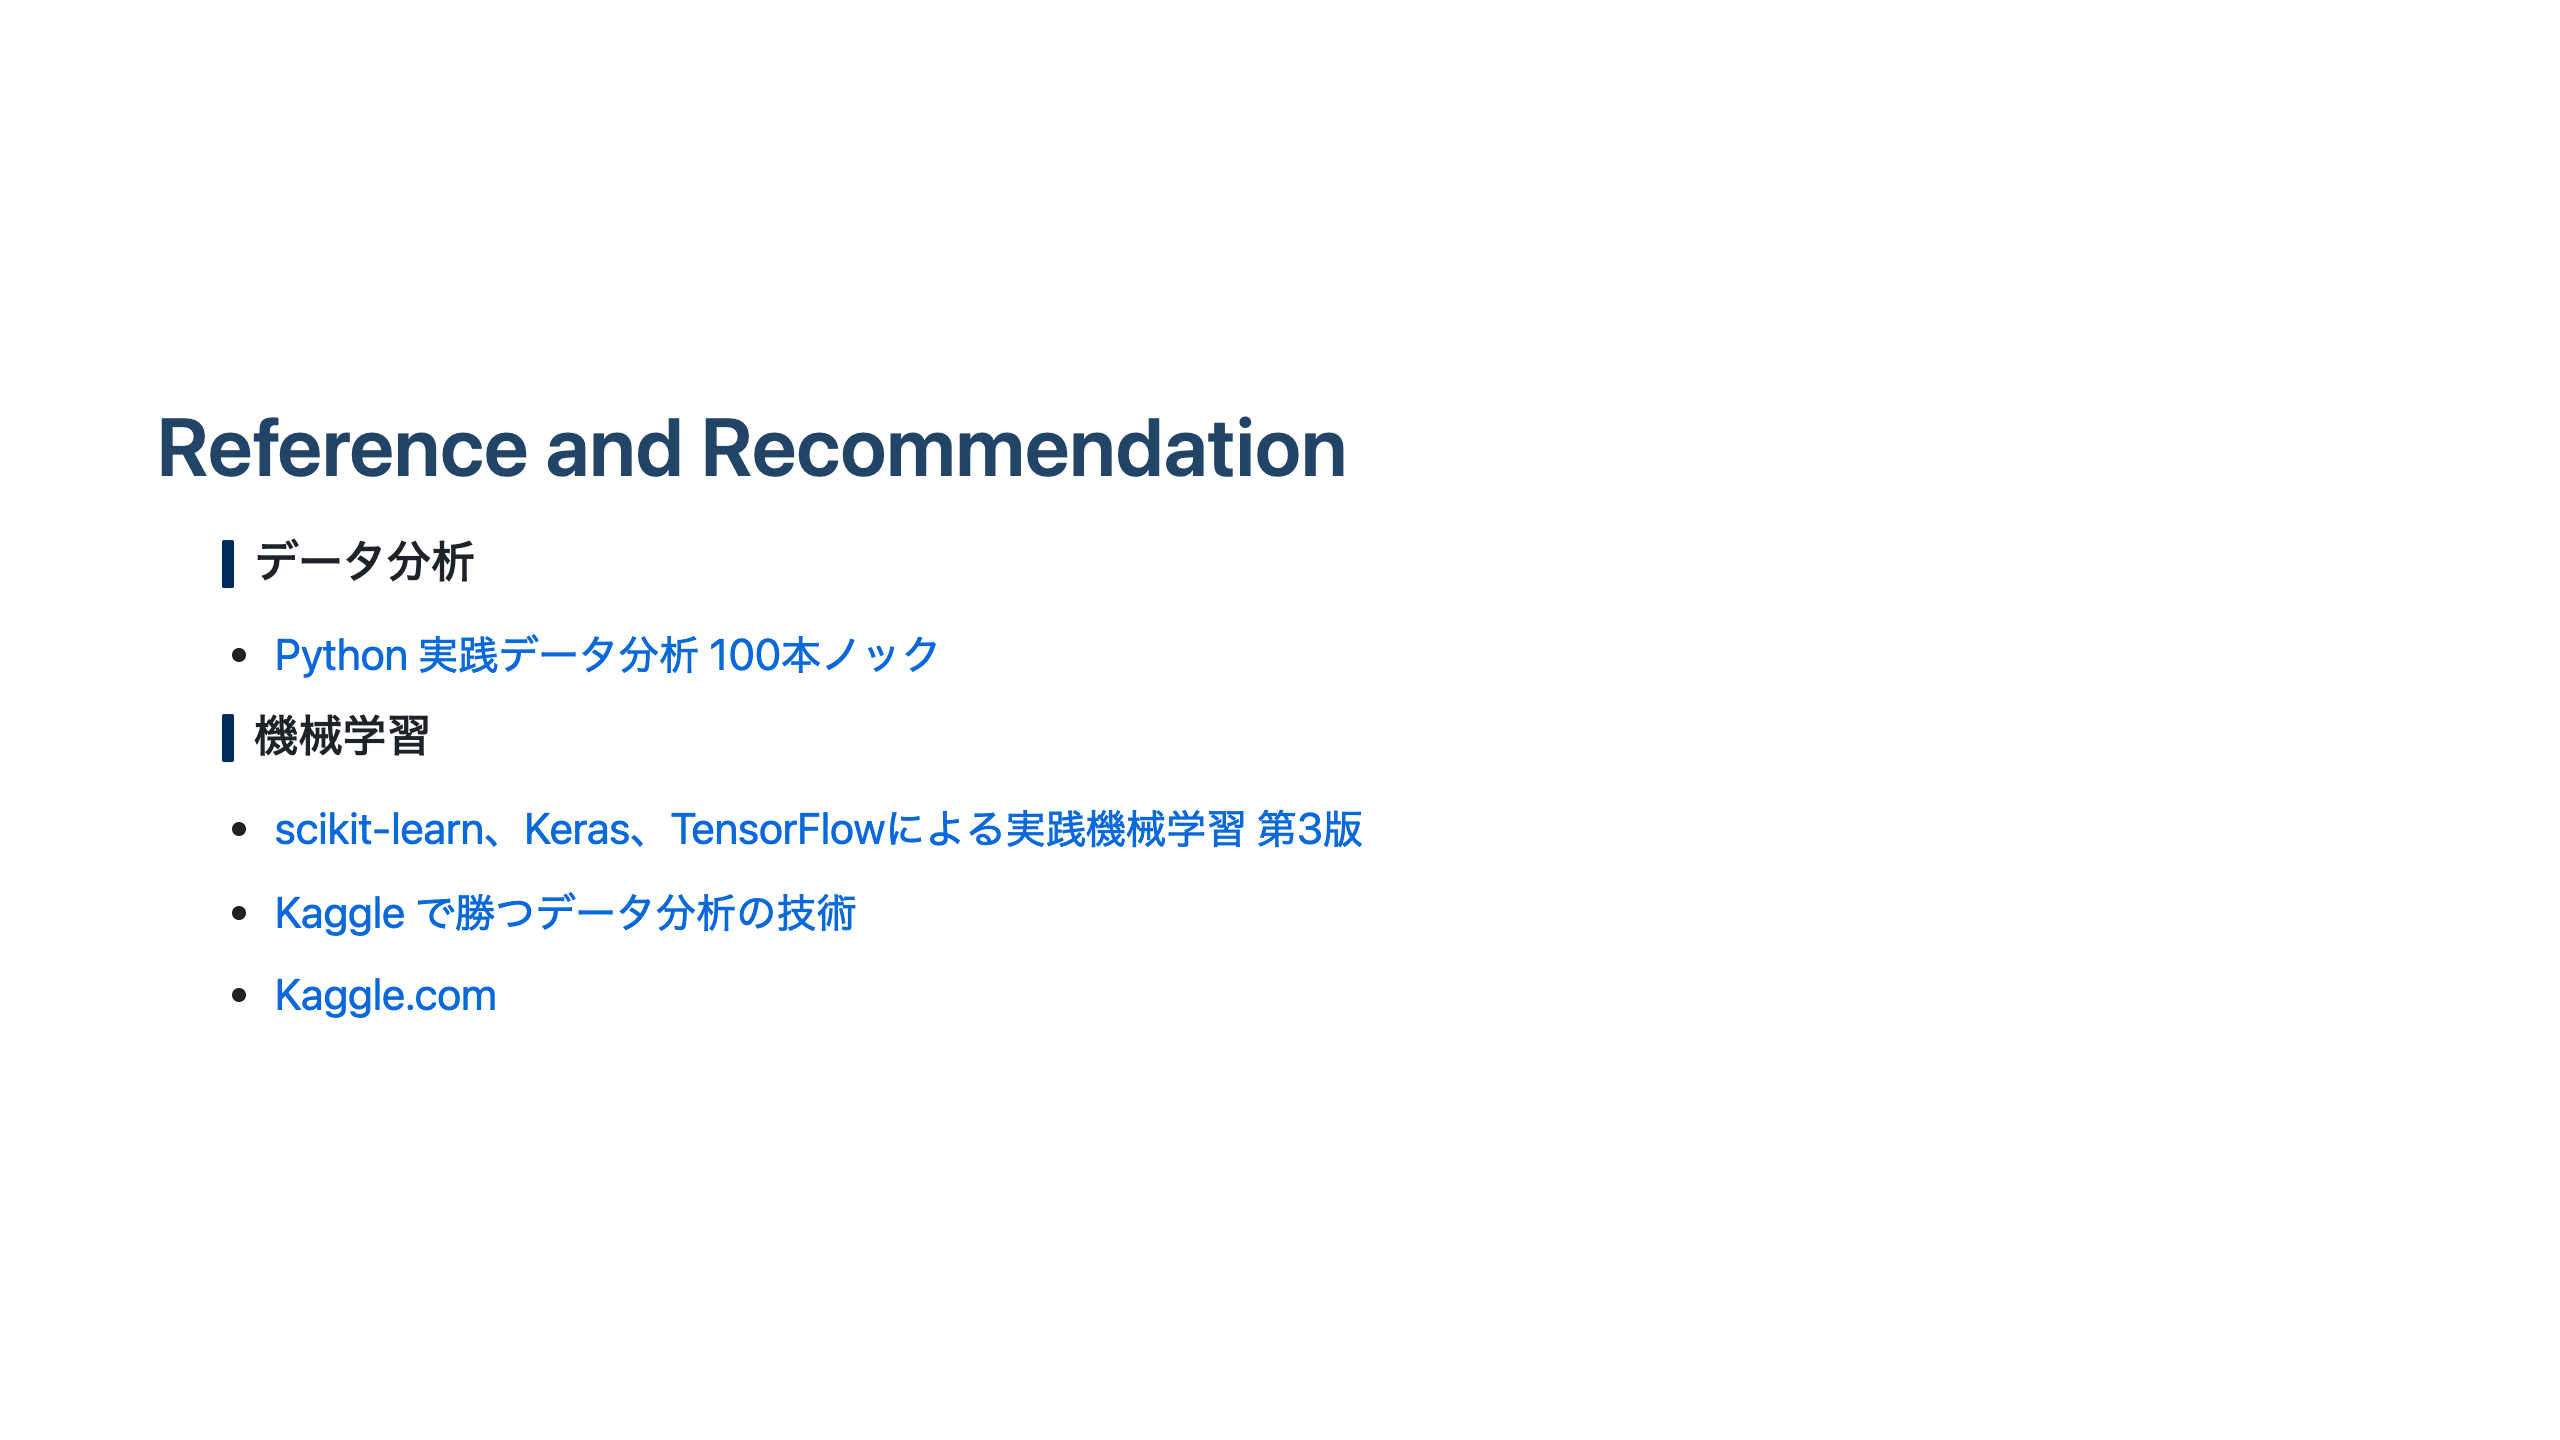 Reference and Recommendation
データ分析
Python 実践データ分析 100本ノック
機械学習
scikit-learn、Keras、TensorFlowによる実践機械学習 第3版
Kaggle で勝つデータ分析の技術
Kaggle.com